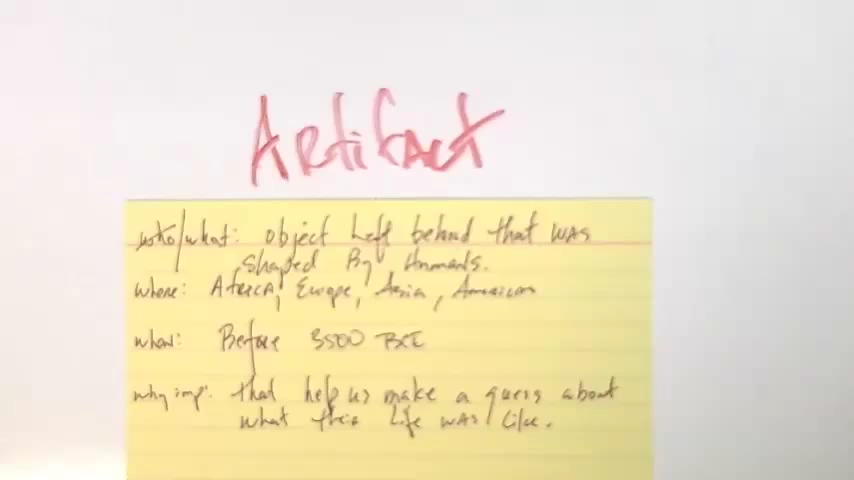 Artifact
who/what: object left behind that was
shaped By Humans.
where: Africa, Europe, Asia, Americas
when: Before 3500 BCE
why imp: that help us make a guess about
what their life was like.